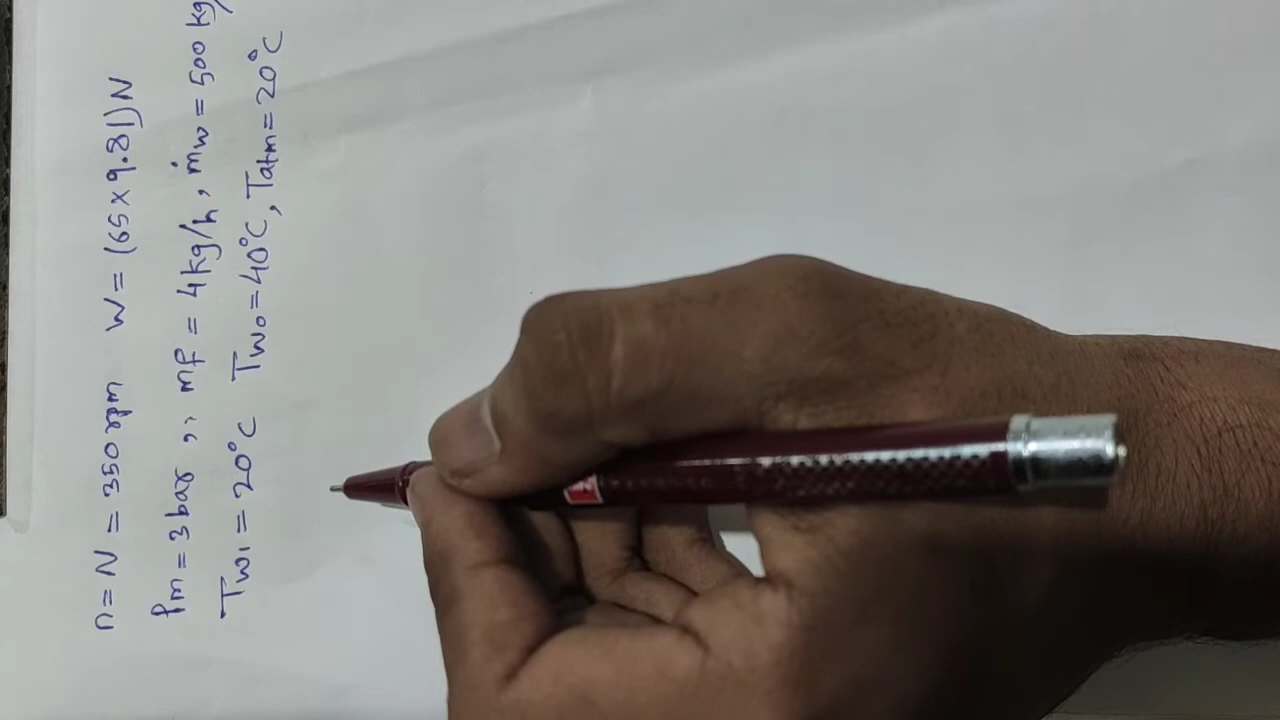 n = N = 350 rpm W = (65 × 9.81) N
Pm = 3 bar ,, mf = 4 kg/h , ṁw = 500 kg/
Tw1 = 20°C Two = 40°C, Tatm = 20°C